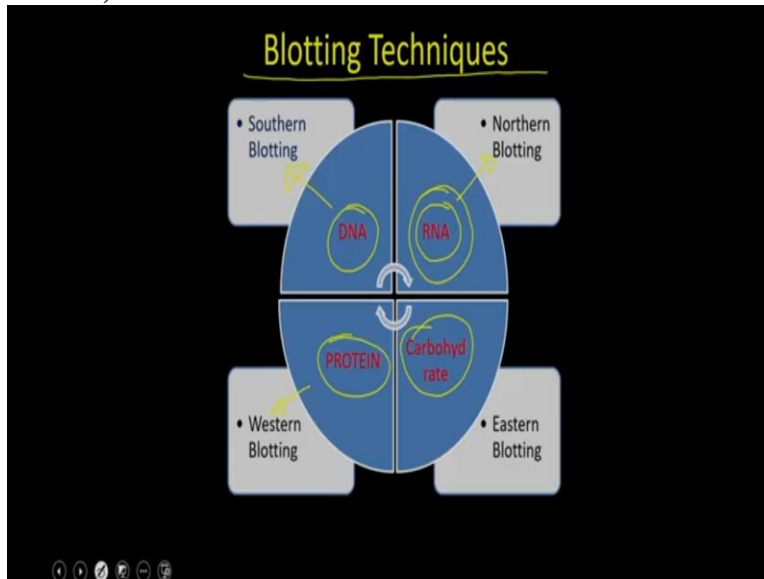 Blotting Techniques
• Southern
Blotting
• Northern
Blotting
DNA
RNA
PROTEIN
Carbohyd
rate
• Western
Blotting
• Eastern
Blotting